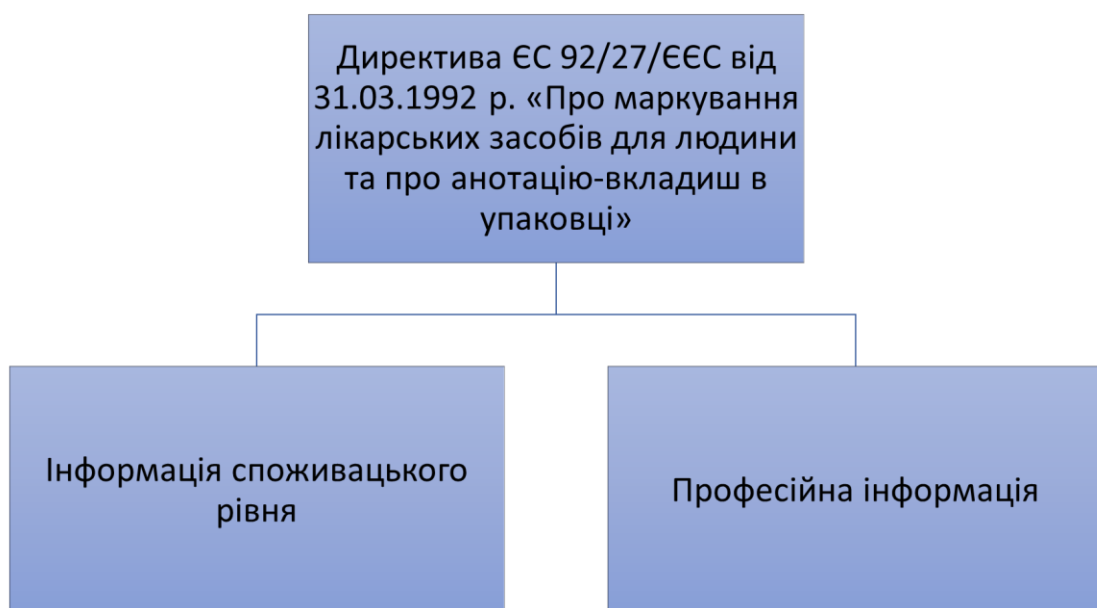 Директива ЄС 92/27/ЄЕС від
31.03.1992 р. «Про маркування
лікарських засобів для людини
та про анотацію-вкладиш в
упаковці»
Інформація споживацького
рівня
Професійна інформація